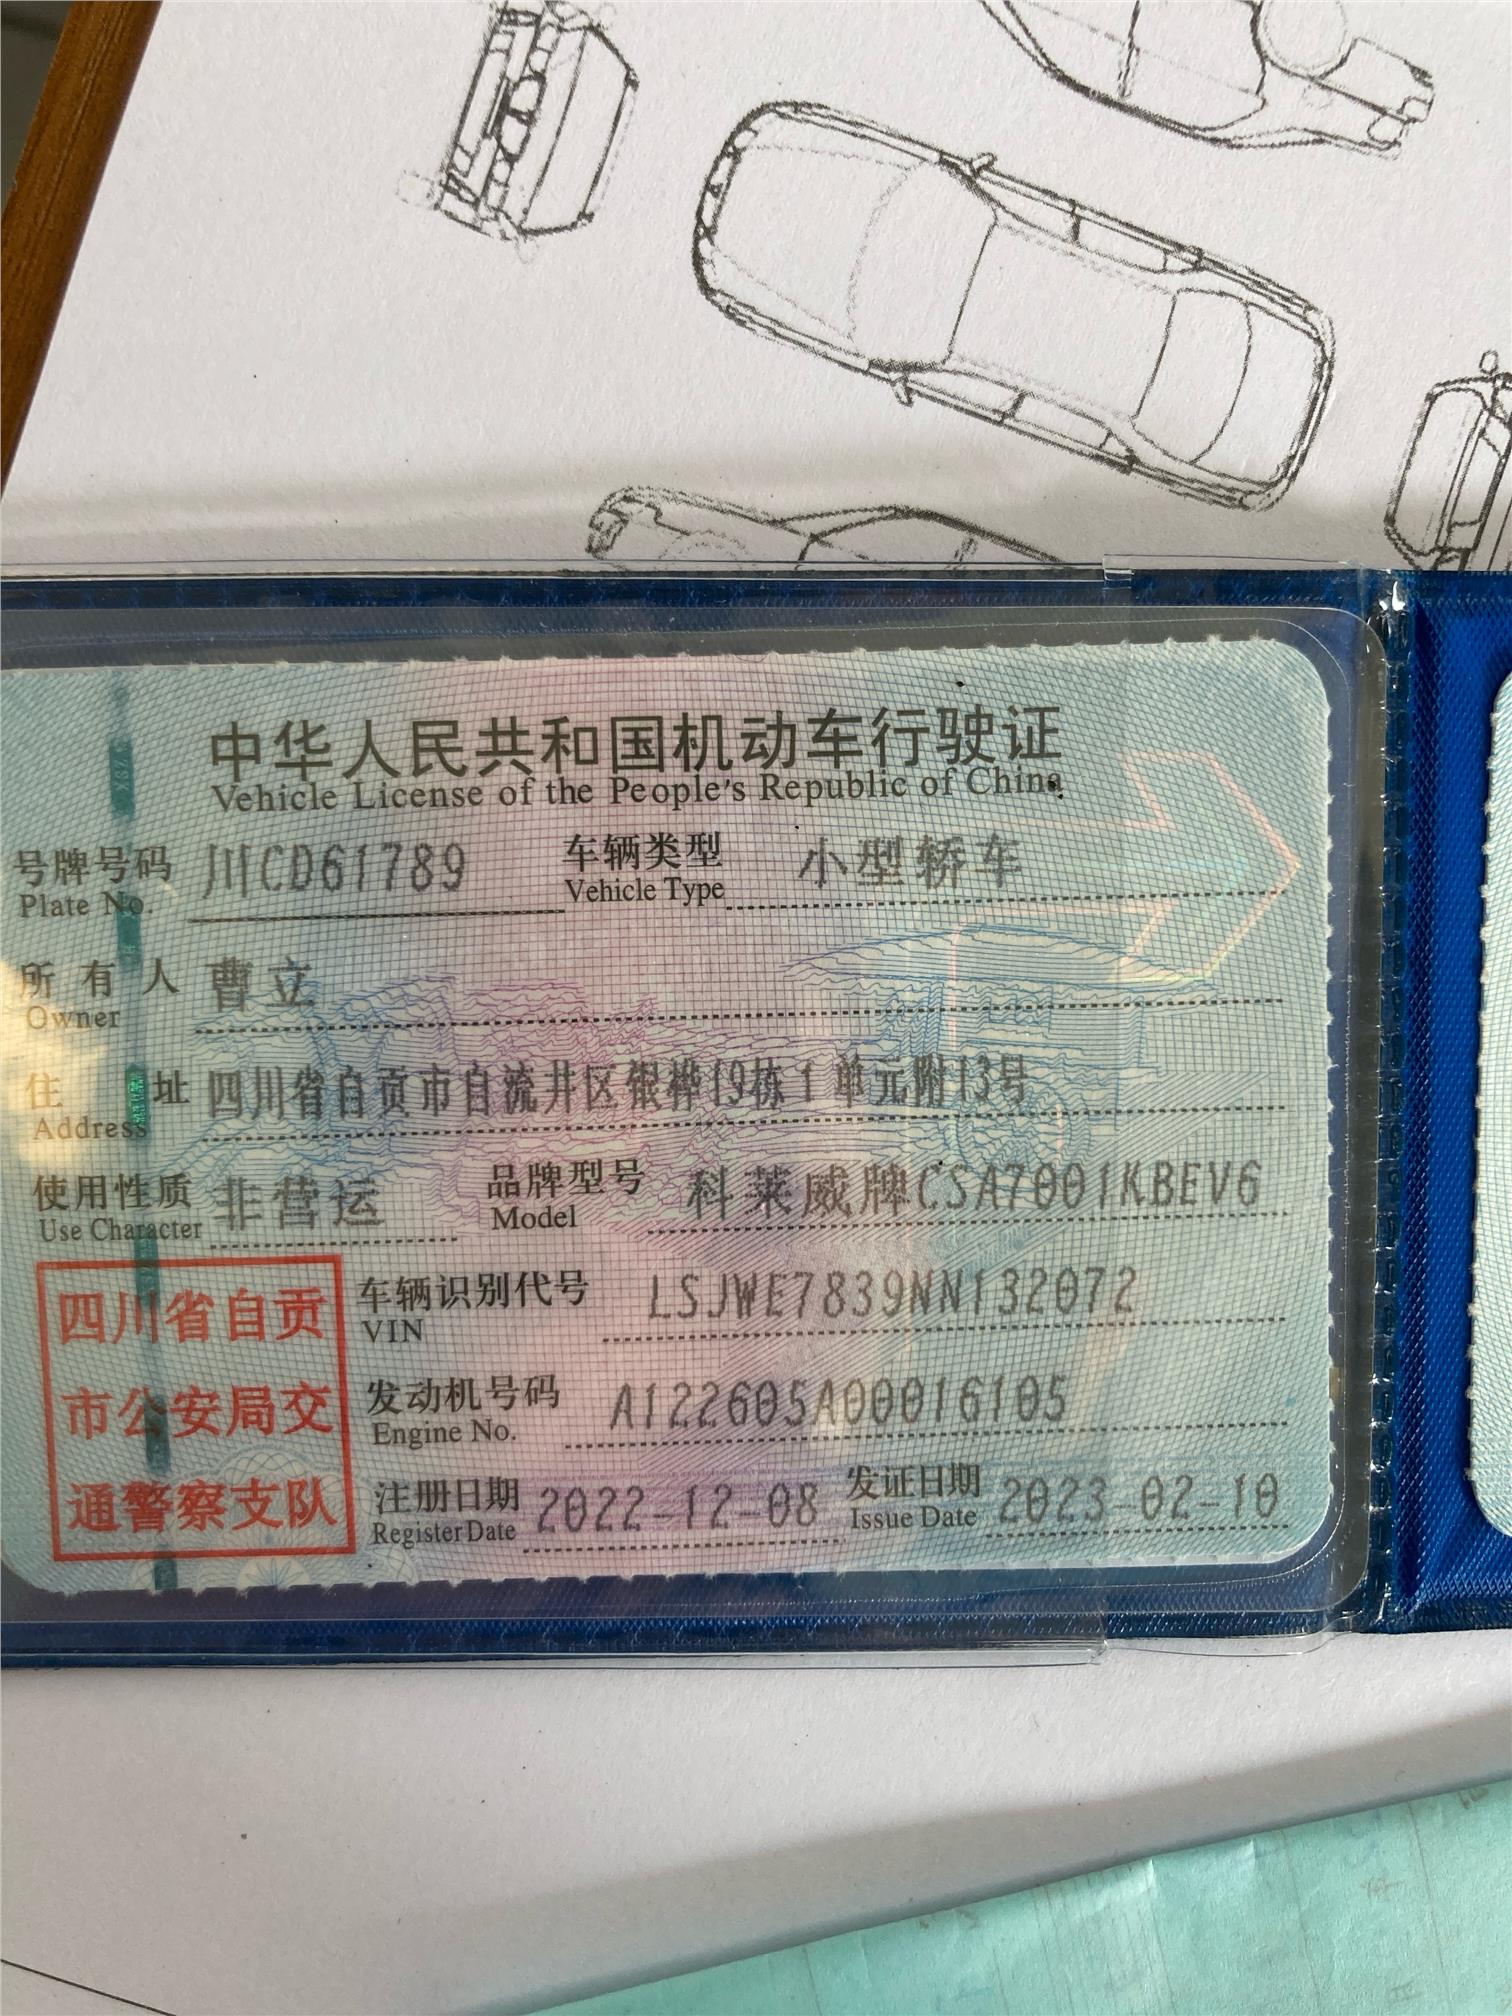 中华人民共和国机动车行驶证
Vehicle License of the People's Republic of China
号牌号码 川CD61789 车辆类型 小型轿车
Plate No. Vehicle Type
所有人 曹立
Owner
住址 四川省自贡市自流井区银桦19栋1单元附13号
Address
使用性质 非营运 品牌型号 科莱威牌CSA7001KBEV6
Use Character Model
四川省自贡
市公安局交
通警察支队
车辆识别代号 LSJWE7839NN132072
VIN
发动机号码 A122605A00016105
Engine No.
注册日期 2022-12-08 发证日期 2023-02-10
Register Date Issue Date